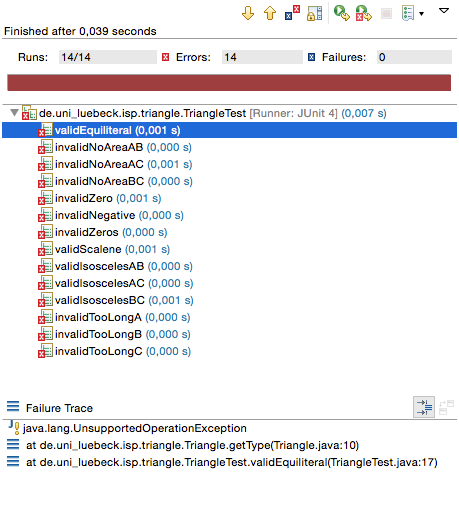 Finished after 0,039 seconds
Runs: 14/14 Errors: 14 Failures: 0
de.uni_luebeck.isp.triangle.TriangleTest [Runner: JUnit 4] (0,007 s)
validEquiliteral (0,001 s)
invalidNoAreaAB (0,000 s)
invalidNoAreaAC (0,001 s)
invalidNoAreaBC (0,000 s)
invalidZero (0,001 s)
invalidNegative (0,000 s)
invalidZeros (0,000 s)
validScalene (0,001 s)
validIsoscelesAB (0,000 s)
validIsoscelesAC (0,000 s)
validIsoscelesBC (0,001 s)
invalidTooLongA (0,000 s)
invalidTooLongB (0,000 s)
invalidTooLongC (0,000 s)
Failure Trace
java.lang.UnsupportedOperationException
at de.uni_luebeck.isp.triangle.Triangle.getType(Triangle.java:10)
at de.uni_luebeck.isp.triangle.TriangleTest.validEquiliteral(TriangleTest.java:17)